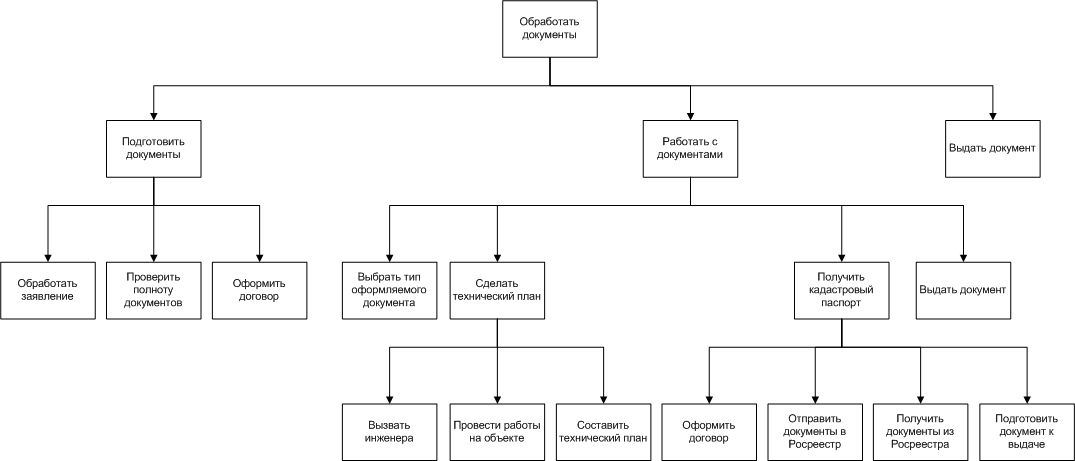 Обработать
документы
Подготовить
документы
Работать с
документами
Выдать документ
Обработать
заявление
Проверить
полноту
документов
Оформить
договор
Выбрать тип
оформляемого
документа
Сделать
технический план
Получить
кадастровый
паспорт
Выдать документ
Вызвать
инженера
Провести работы
на объекте
Составить
технический план
Оформить
договор
Отправить
документы в
Росреестр
Получить
документы из
Росреестра
Подготовить
документ к
выдаче